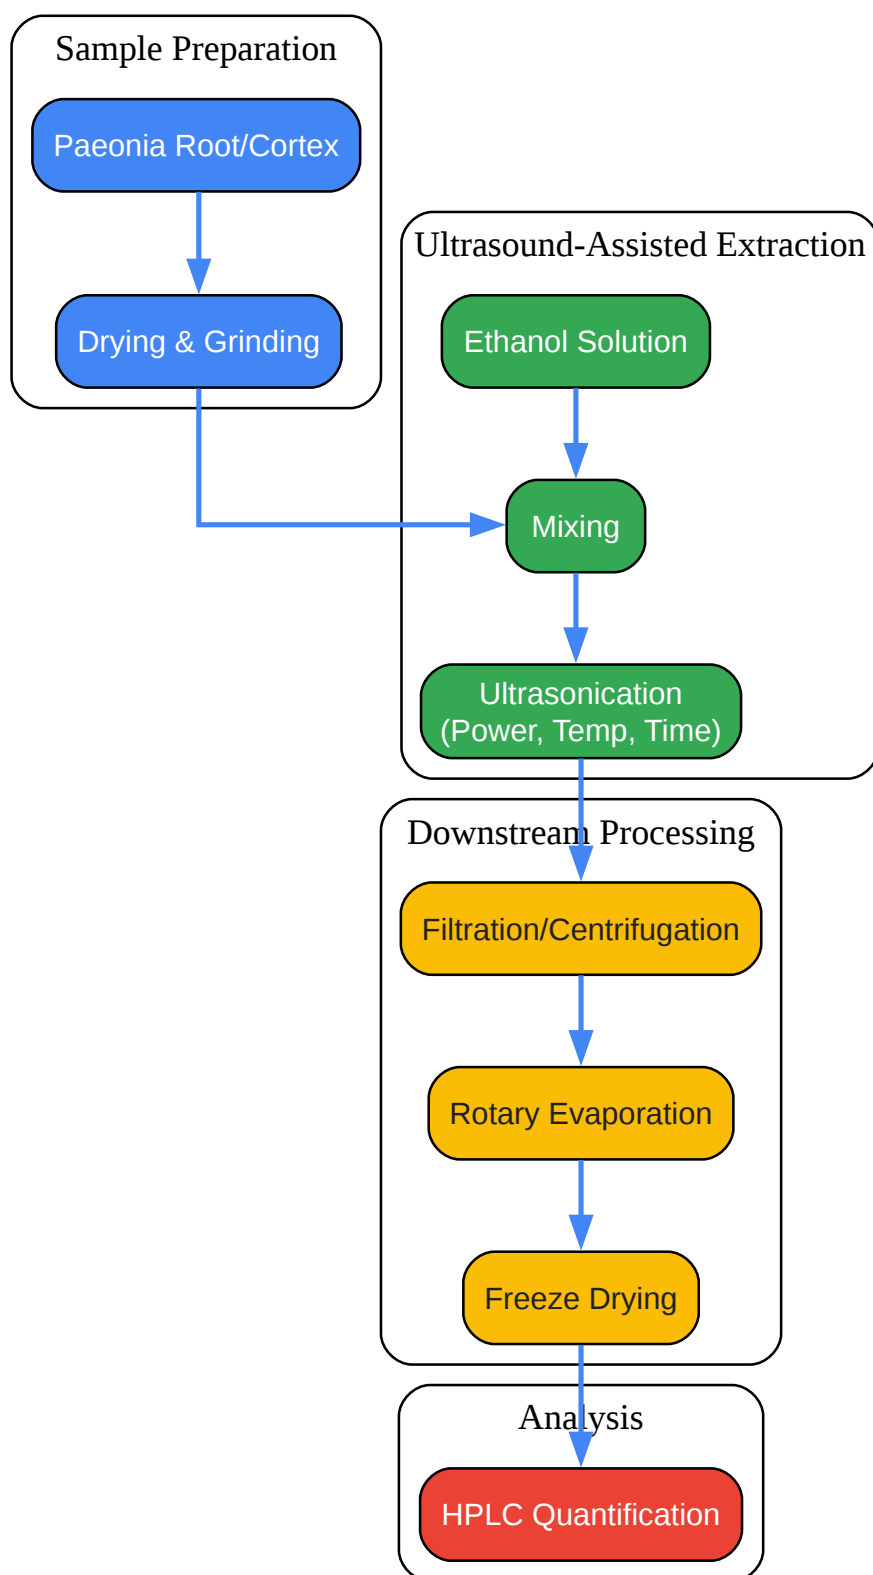 Sample Preparation
Paeonia Root/Cortex
Drying & Grinding
Ultrasound-Assisted Extraction
Ethanol Solution
Mixing
Ultrasonication
(Power, Temp, Time)
Downstream Processing
Filtration/Centrifugation
Rotary Evaporation
Freeze Drying
Analysis
HPLC Quantification